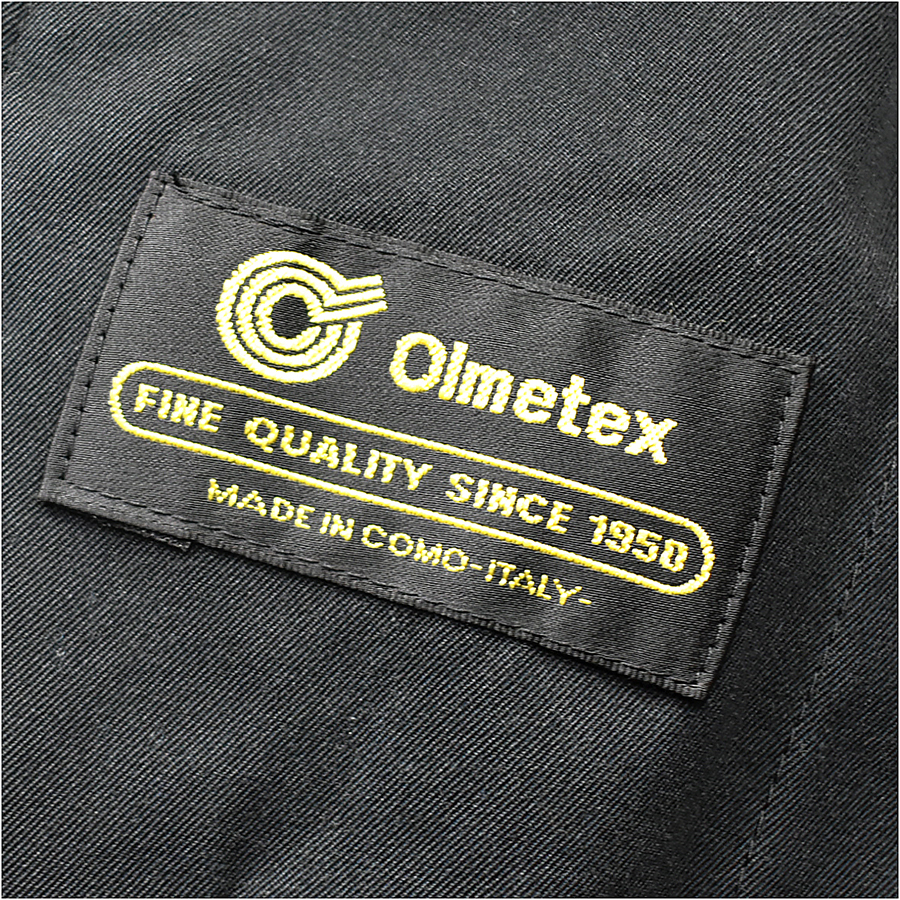 Olmetex
FINE QUALITY SINCE 1950
MADE IN COMO-ITALY-